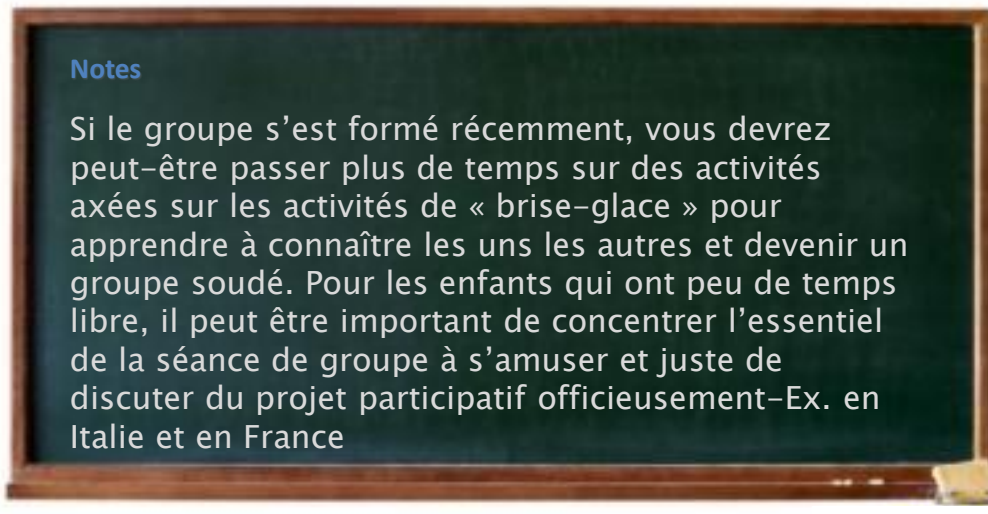 Notes
Si le groupe s’est formé récemment, vous devrez
peut-être passer plus de temps sur des activités
axées sur les activités de « brise-glace » pour
apprendre à connaître les uns les autres et devenir un
groupe soudé. Pour les enfants qui ont peu de temps
libre, il peut être important de concentrer l’essentiel
de la séance de groupe à s’amuser et juste de
discuter du projet participatif officieusement-Ex. en
Italie et en France